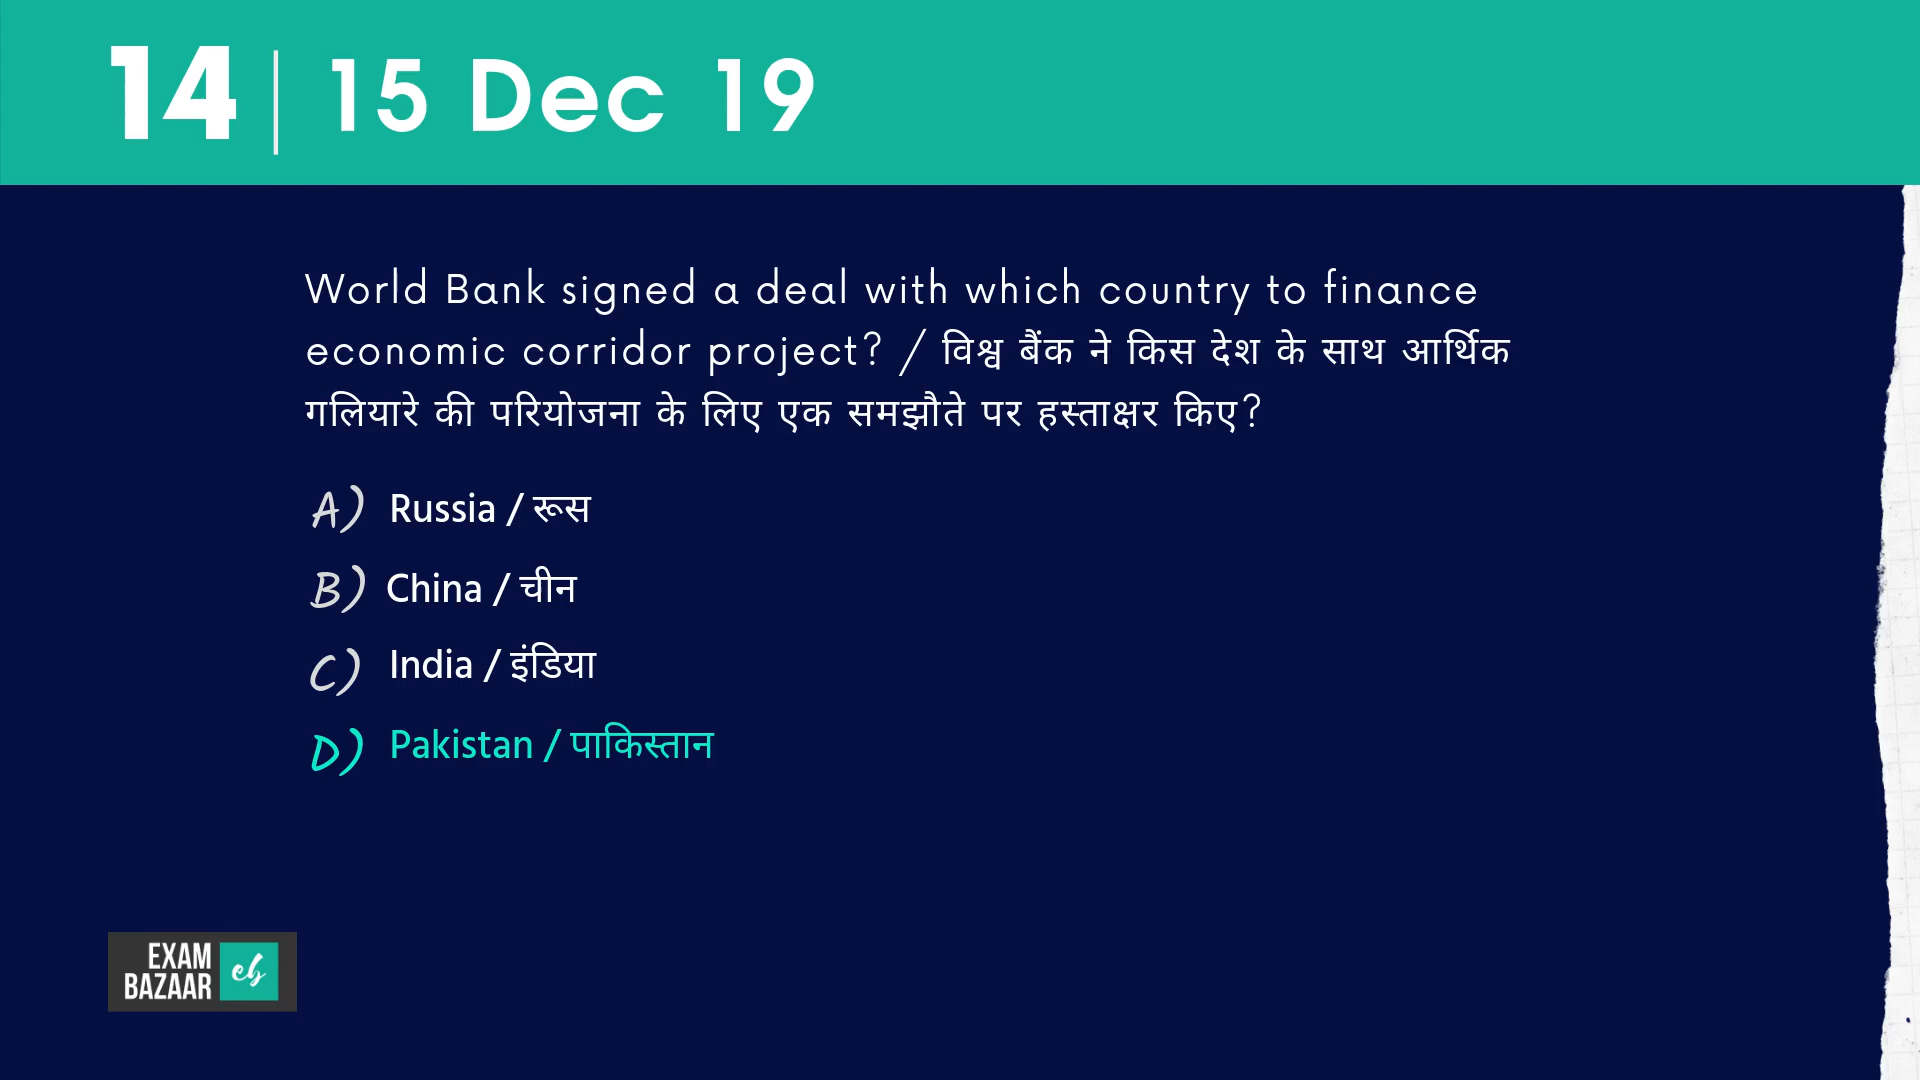 14 | 15 Dec 19
World Bank signed a deal with which country to finance
economic corridor project? / विश्व बैंक ने किस देश के साथ आर्थिक
गलियारे की परियोजना के लिए एक समझौते पर हस्ताक्षर किए?
A) Russia / रूस
B) China / चीन
C) India / इंडिया
D) Pakistan / पाकिस्तान
EXAM
BAZAAR eb